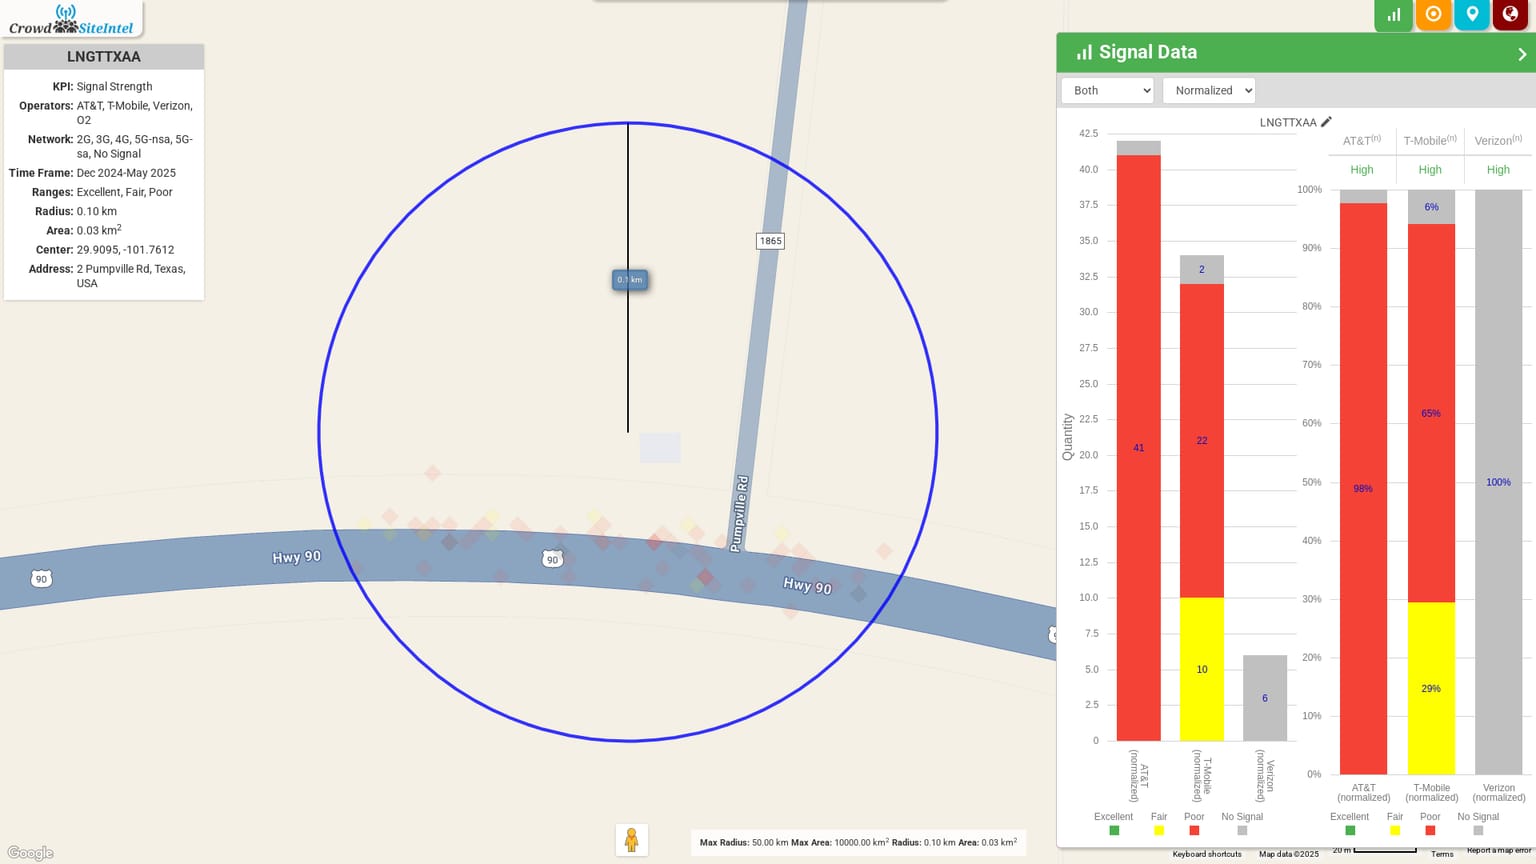 Crowd SiteIntel
LNGTTXAA
KPI: Signal Strength
Operators: AT&T, T-Mobile, Verizon,
O2
Network: 2G, 3G, 4G, 5G-nsa, 5G-
sa, No Signal
Time Frame: Dec 2024-May 2025
Ranges: Excellent, Fair, Poor
Radius: 0.10 km
Area: 0.03 km²
Center: 29.9095, -101.7612
Address: 2 Pumpville Rd, Texas,
USA
0.1 km
1865
Pumpville Rd
Hwy 90
90
90
Hwy 90
Google
Max Radius: 50.00 km Max Area: 10000.00 km² Radius: 0.10 km Area: 0.03 km²
Signal Data
Both
Normalized
LNGTTXAA
Quantity
42.5
40.0
37.5
35.0
32.5
30.0
27.5
25.0
22.5
20.0
17.5
15.0
12.5
10.0
7.5
5.0
2.5
0
41
2
22
10
6
AT&T
(normalized)
T-Mobile
(normalized)
Verizon
(normalized)
Excellent Fair Poor No Signal
AT&T(n) T-Mobile(n) Verizon(n)
High High High
100%
90%
80%
70%
60%
50%
40%
30%
20%
10%
0%
98%
6%
65%
29%
100%
AT&T
(normalized)
T-Mobile
(normalized)
Verizon
(normalized)
Excellent Fair Poor No Signal
Keyboard shortcuts Map data ©2025 20 m Terms Report a map error